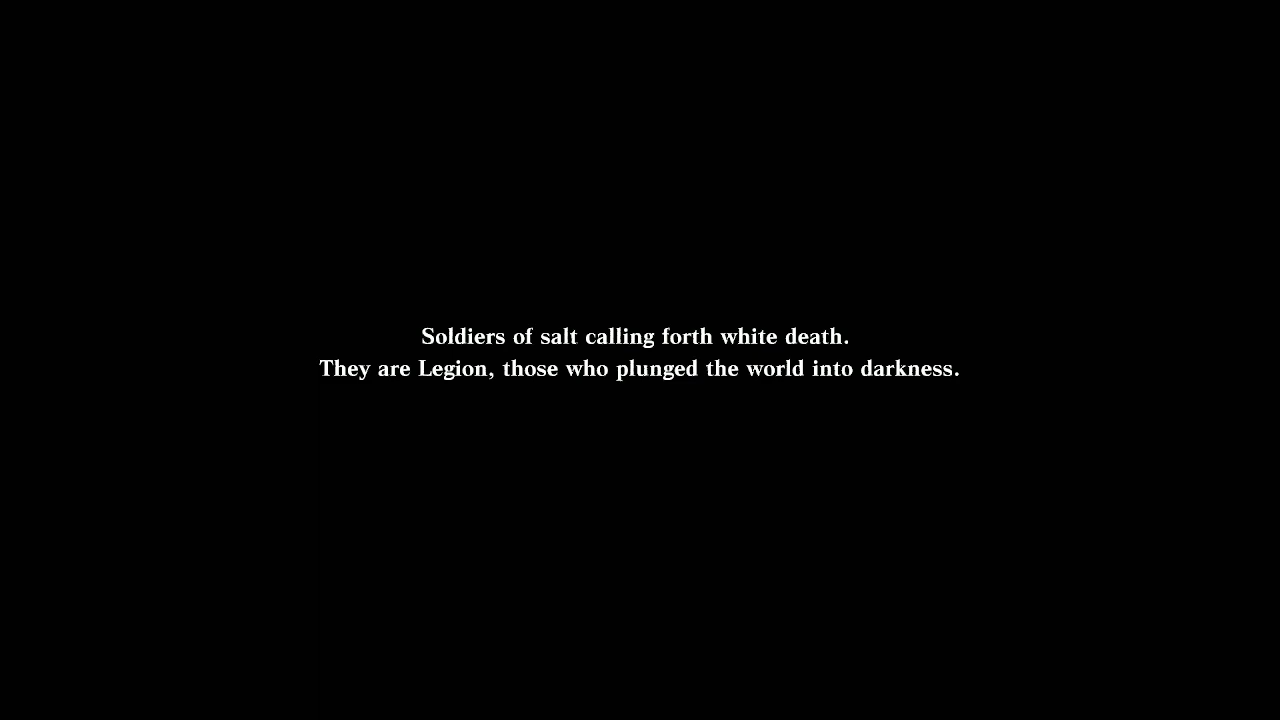 Soldiers of salt calling forth white death.
They are Legion, those who plunged the world into darkness.